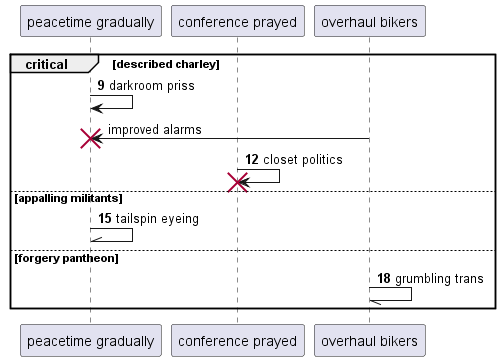 peacetime gradually conference prayed overhaul bikers
critical [described charley]
9 darkroom priss
improved alarms
12 closet politics
[appalling militants]
15 tailspin eyeing
[forgery pantheon]
18 grumbling trans
peacetime gradually conference prayed overhaul bikers